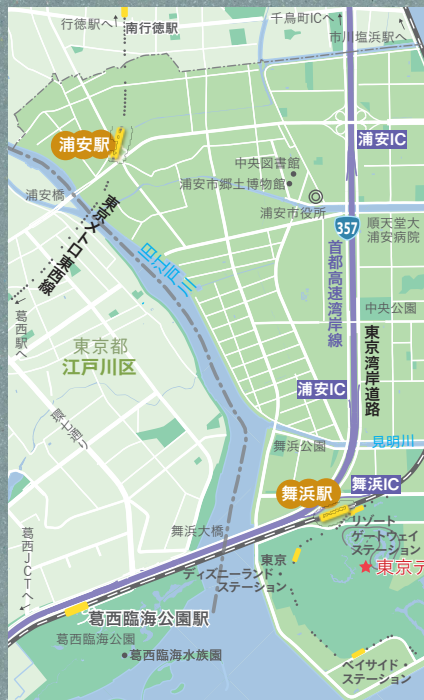 行徳駅へ
南行徳駅
千鳥町ICへ
市川塩浜駅へ
浦安駅
浦安IC
中央図書館
浦安市郷土博物館
浦安橋
浦安市役所
東京メトロ東西線
旧江戸川
357
順天堂大
浦安病院
首都高速湾岸線
中央公園
東京湾岸道路
葛西駅へ
東京都
江戸川区
浦安IC
環七通り
舞浜公園
見明川
舞浜駅
舞浜IC
舞浜大橋
リゾート
ゲートウェイ
ステーション
葛西JCTへ
東京
ディズニーランド・
ステーション
東京デ
葛西臨海公園駅
葛西臨海公園
葛西臨海水族園
ベイサイド・
ステーション